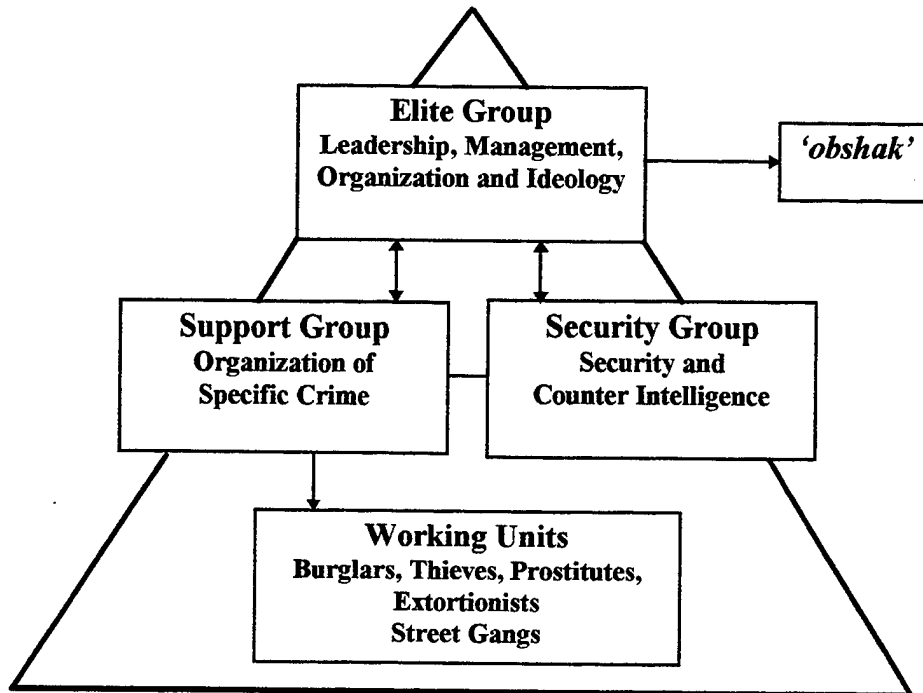 Elite Group
Leadership, Management,
Organization and Ideology
‘obshak’
Support Group
Organization of
Specific Crime
Security Group
Security and
Counter Intelligence
Working Units
Burglars, Thieves, Prostitutes,
Extortionists
Street Gangs